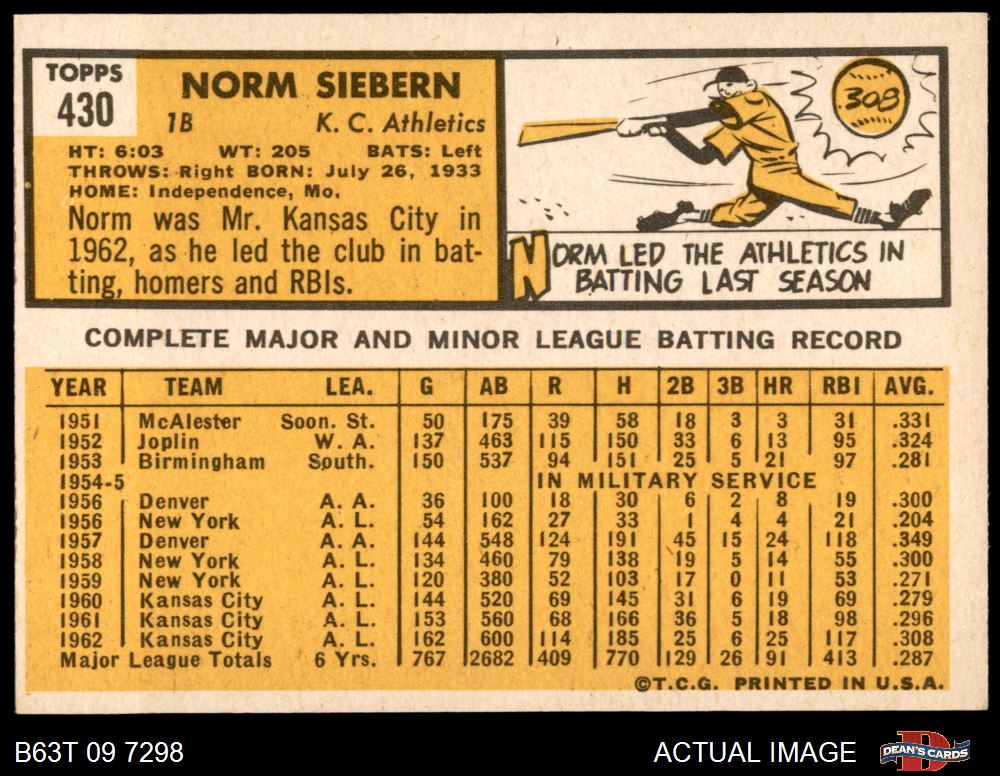 TOPPS
430
NORM SIEBERN
1B K. C. Athletics
HT: 6:03 WT: 205 BATS: Left
THROWS: Right BORN: July 26, 1933
HOME: Independence, Mo.
Norm was Mr. Kansas City in
1962, as he led the club in bat-
ting, homers and RBIs.
.308
NORM LED THE ATHLETICS IN
BATTING LAST SEASON
COMPLETE MAJOR AND MINOR LEAGUE BATTING RECORD
YEAR TEAM LEA. G AB R H 2B 3B HR RBI AVG.
1951 McAlester Soon. St. 50 175 39 58 18 3 3 31 .331
1952 Joplin W. A. 137 463 115 150 33 6 13 95 .324
1953 Birmingham South. 150 537 94 151 25 5 21 97 .281
1954-5 IN MILITARY SERVICE
1956 Denver A. A. 36 100 18 30 6 2 8 19 .300
1956 New York A. L. 54 162 27 33 1 4 4 21 .204
1957 Denver A. A. 144 548 124 191 45 15 24 118 .349
1958 New York A. L. 134 460 79 138 19 5 14 55 .300
1959 New York A. L. 120 380 52 103 17 0 11 53 .271
1960 Kansas City A. L. 144 520 69 145 31 6 19 69 .279
1961 Kansas City A. L. 153 560 68 166 36 5 18 98 .296
1962 Kansas City A. L. 162 600 114 185 25 6 25 117 .308
Major League Totals 6 Yrs. 767 2682 409 770 129 26 91 413 .287
©T.C.G. PRINTED IN U.S.A.
B63T 09 7298 ACTUAL IMAGE D DEAN'S CARDS